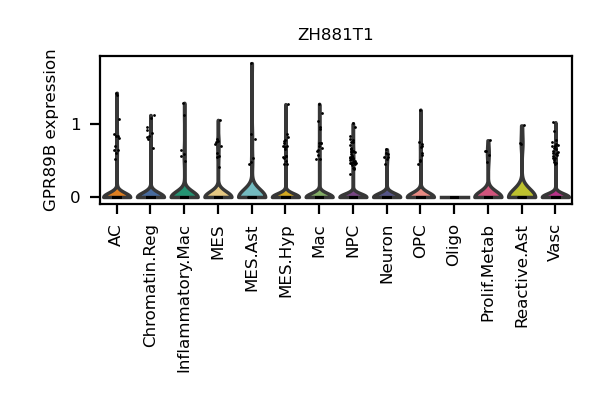 ZH881T1
GPR89B expression
1
0
AC
Chromatin.Reg
Inflammatory.Mac
MES
MES.Ast
MES.Hyp
Mac
NPC
Neuron
OPC
Oligo
Prolif.Metab
Reactive.Ast
Vasc